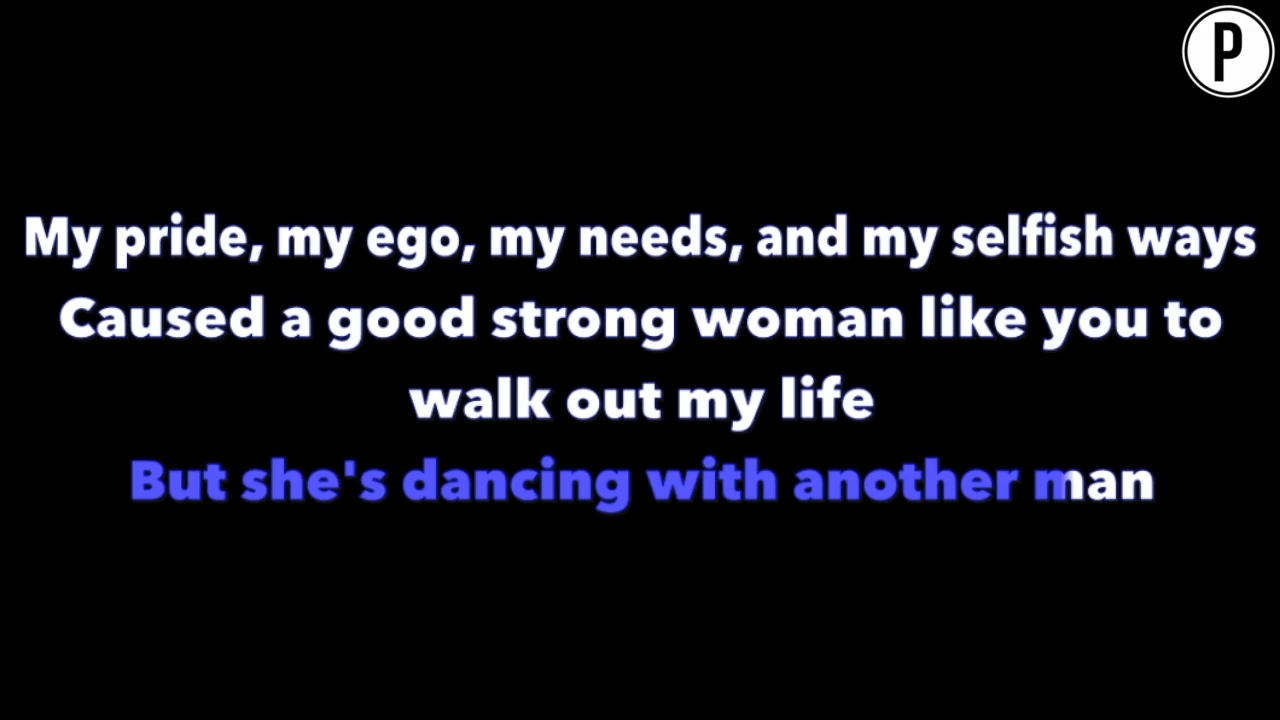 P
My pride, my ego, my needs, and my selfish ways
Caused a good strong woman like you to
walk out my life
But she's dancing with another man